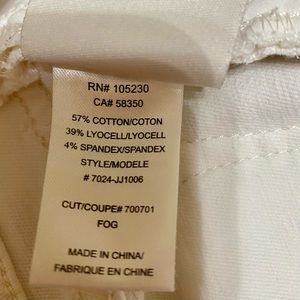 RN# 105230
CA# 58350
57% COTTON/COTON
39% LYOCELL/LYOCELL
4% SPANDEX/SPANDEX
STYLE/MODELE
# 7024-JJ1006
CUT/COUPE# 700701
FOG
MADE IN CHINA/
FABRIQUE EN CHINE